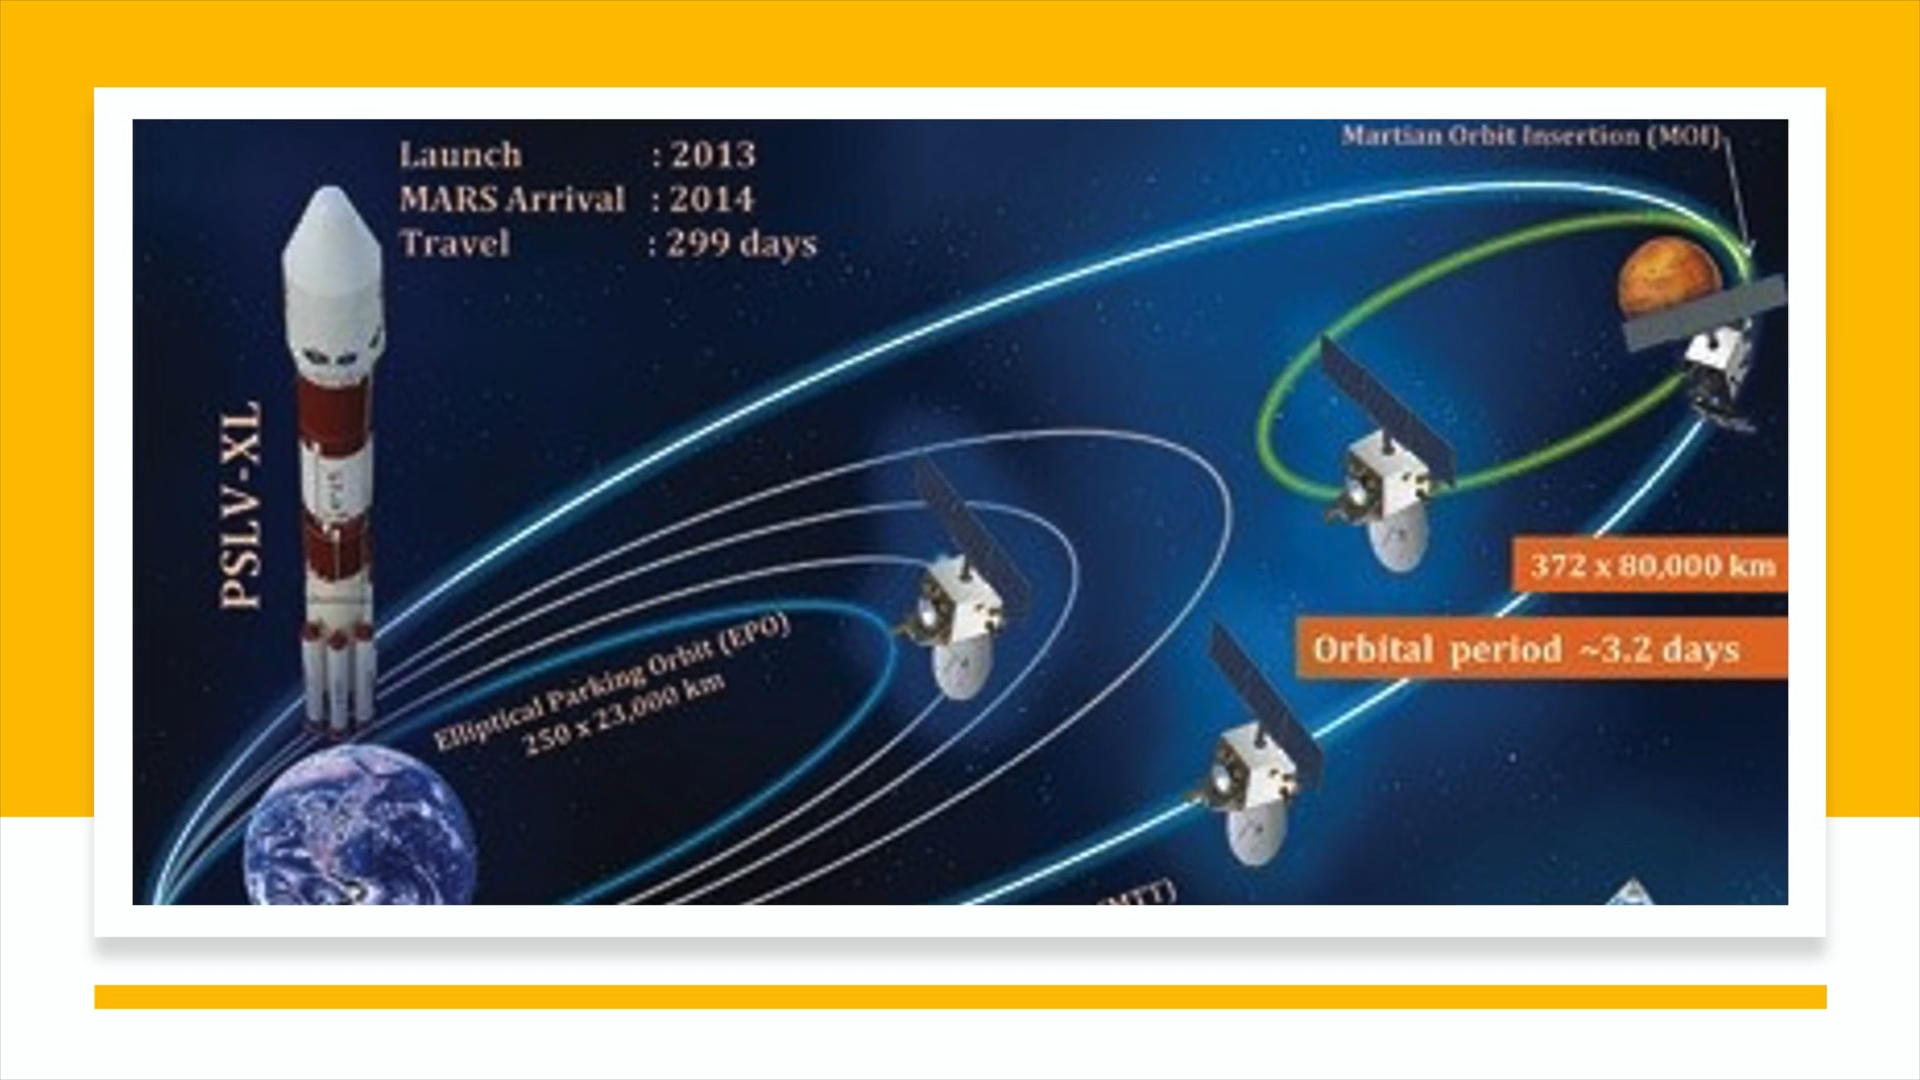 Launch : 2013
MARS Arrival : 2014
Travel : 299 days
Martian Orbit Insertion (MOI)
PSLV-XL
Elliptical Parking Orbit (EPO)
250 x 23,000 km
372 x 80,000 km
Orbital period ~3.2 days
(MTT)